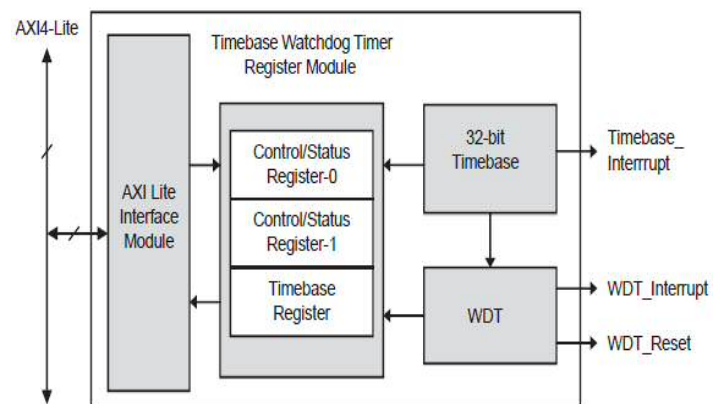 AXI4-Lite
Timebase Watchdog Timer
Register Module
AXI Lite
Interface
Module
Control/Status
Register-0
Control/Status
Register-1
Timebase
Register
32-bit
Timebase
WDT
Timebase_
Interrrupt
WDT_Interrupt
WDT_Reset